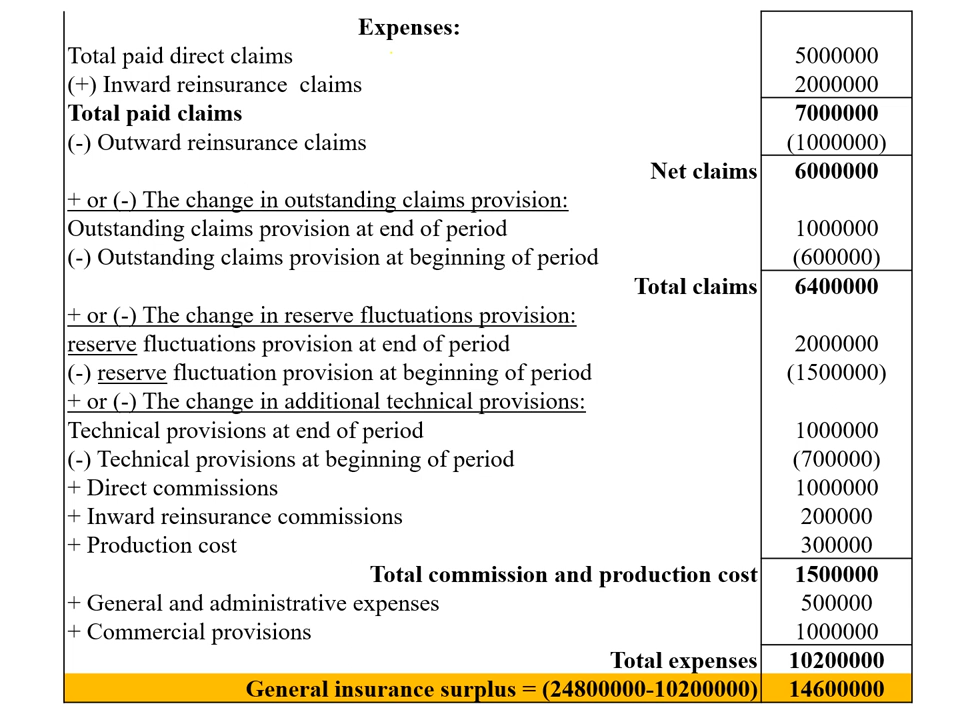 Expenses:
Total paid direct claims 5000000
(+) Inward reinsurance claims 2000000
Total paid claims 7000000
(-) Outward reinsurance claims (1000000)
Net claims 6000000
+ or (-) The change in outstanding claims provision:
Outstanding claims provision at end of period 1000000
(-) Outstanding claims provision at beginning of period (600000)
Total claims 6400000
+ or (-) The change in reserve fluctuations provision:
reserve fluctuations provision at end of period 2000000
(-) reserve fluctuation provision at beginning of period (1500000)
+ or (-) The change in additional technical provisions:
Technical provisions at end of period 1000000
(-) Technical provisions at beginning of period (700000)
+ Direct commissions 1000000
+ Inward reinsurance commissions 200000
+ Production cost 300000
Total commission and production cost 1500000
+ General and administrative expenses 500000
+ Commercial provisions 1000000
Total expenses 10200000
General insurance surplus = (24800000-10200000) 14600000